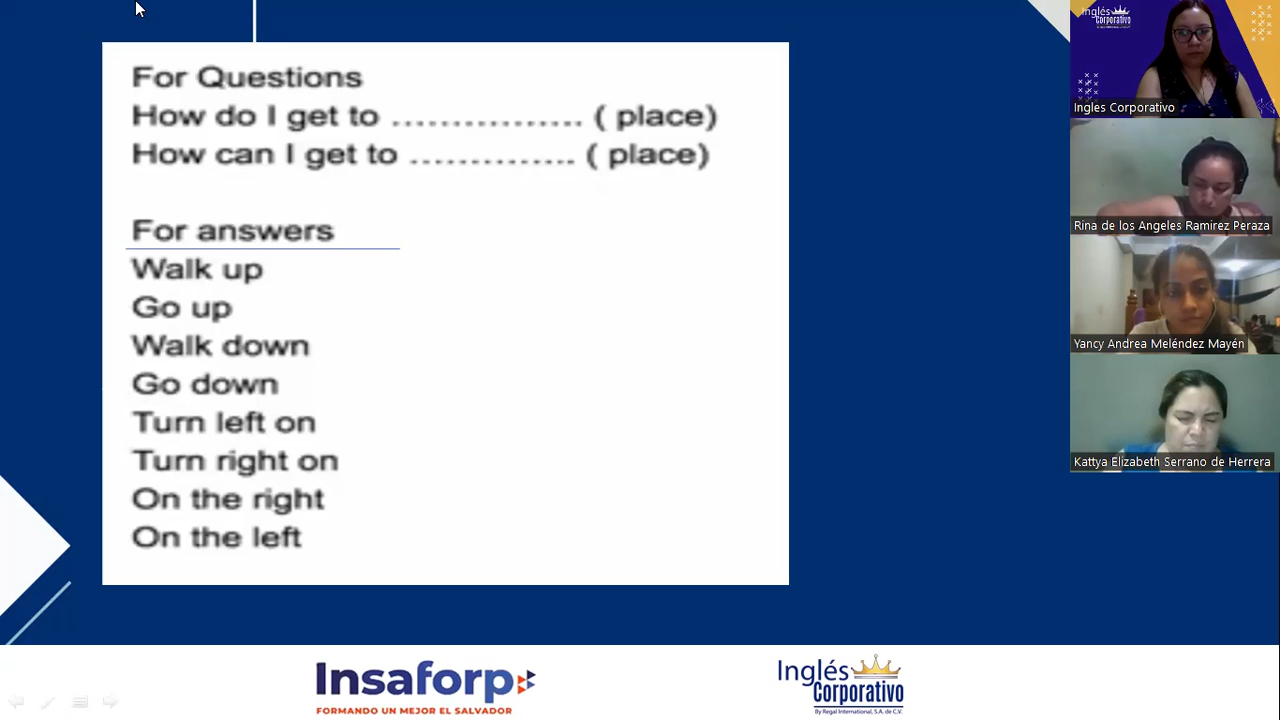 For Questions
How do I get to ................ ( place)
How can I get to .............. ( place)
For answers
Walk up
Go up
Walk down
Go down
Turn left on
Turn right on
On the right
On the left
Inglés
Corporativo
Ingles Corporativo
Rina de los Angeles Ramirez Peraza
Yancy Andrea Meléndez Mayén
Kattya Elizabeth Serrano de Herrera
Insaforp
FORMANDO UN MEJOR EL SALVADOR
Inglés
Corporativo
By Regal International, S.A. de C.V.